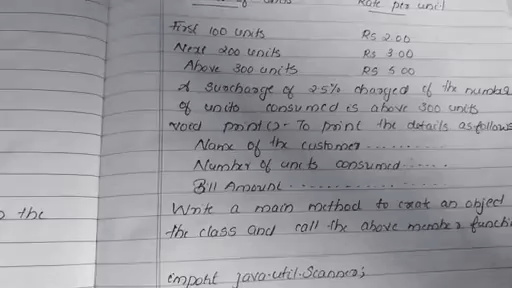 Rate per unit
First 100 units Rs 2.00
Next 200 units Rs 3.00
Above 300 units Rs 5.00
A surcharge of 2.5% charged if the number
of units consumed is above 300 units
void print()- To print the details as follows
Name of the customer ..........
Number of units consumed .....
Bill Amount ...............
Write a main method to create an object
the class and call the above member functi
o the
import java.util.Scanner;